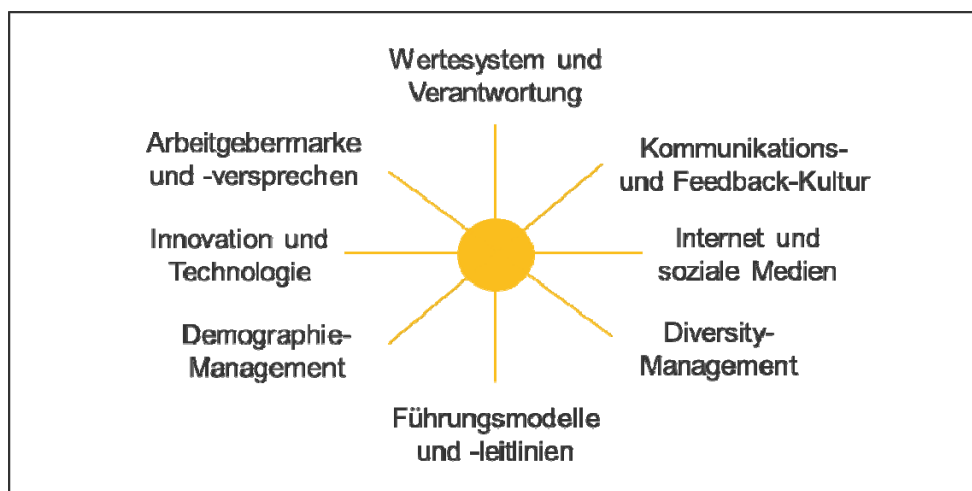 Wertesystem und
Verantwortung
Arbeitgebermarke
und -versprechen
Kommunikations-
und Feedback-Kultur
Innovation und
Technologie
Internet und
soziale Medien
Demographie-
Management
Diversity-
Management
Führungsmodelle
und -leitlinien